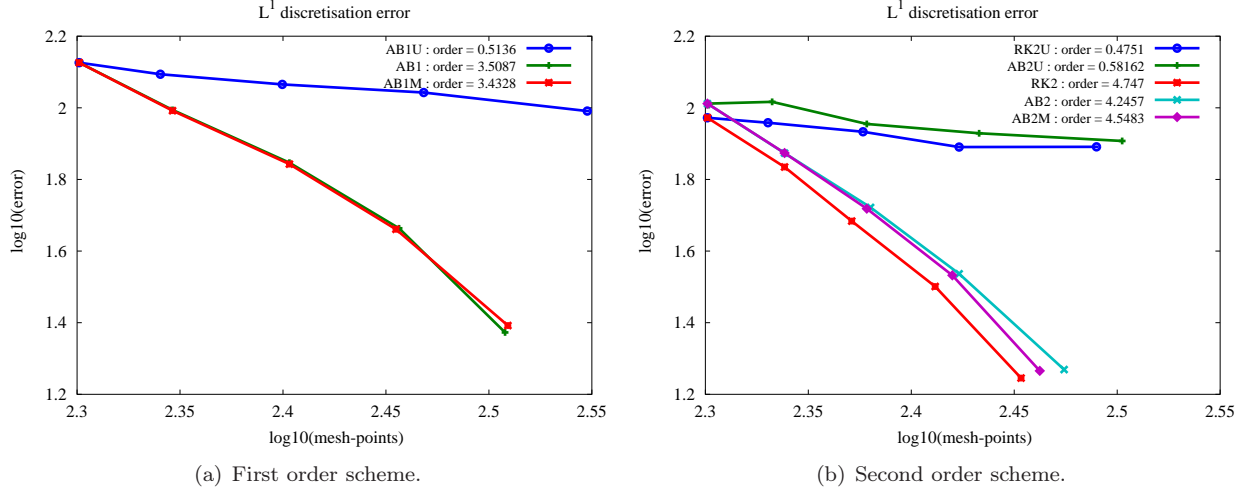 L1 discretisation error
2.2
2
1.8
1.6
1.4
1.2
log10(error)
AB1U : order = 0.5136
AB1 : order = 3.5087
AB1M : order = 3.4328
2.3 2.35 2.4 2.45 2.5 2.55
log10(mesh-points)
(a) First order scheme.
L1 discretisation error
2.2
2
1.8
1.6
1.4
1.2
log10(error)
RK2U : order = 0.4751
AB2U : order = 0.58162
RK2 : order = 4.747
AB2 : order = 4.2457
AB2M : order = 4.5483
2.3 2.35 2.4 2.45 2.5 2.55
log10(mesh-points)
(b) Second order scheme.